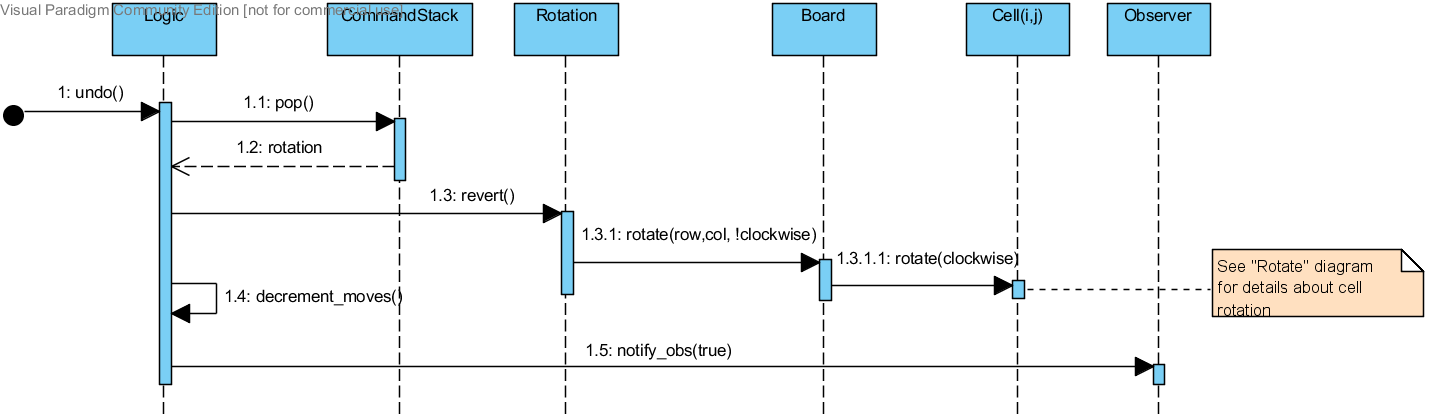 Visual Paradigm Community Edition [not for commercial use]
Logic
CommandStack
Rotation
Board
Cell(i,j)
Observer
1: undo()
1.1: pop()
1.2: rotation
1.3: revert()
1.3.1: rotate(row,col, !clockwise)
1.3.1.1: rotate(clockwise)
See "Rotate" diagram
for details about cell
rotation
1.4: decrement_moves()
1.5: notify_obs(true)